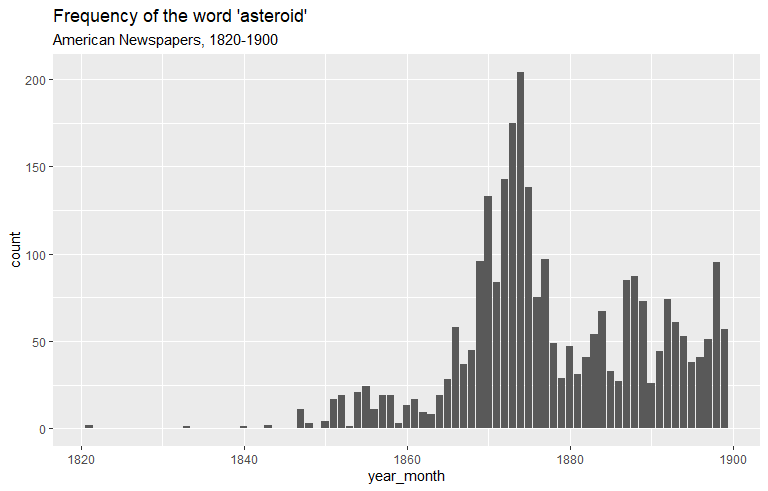 Frequency of the word 'asteroid'
American Newspapers, 1820-1900
200
150
100
50
0
count
1820 1840 1860 1880 1900
year_month